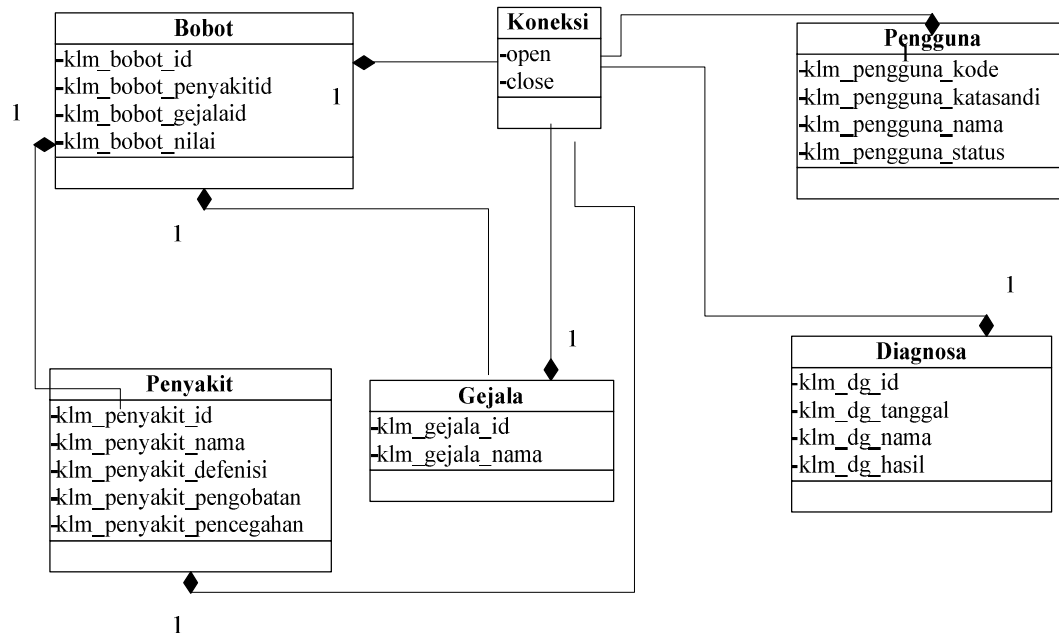 Bobot
-klm_bobot_id
-klm_bobot_penyakitid
-klm_bobot_gejalaid
-klm_bobot_nilai
1
1
1
Koneksi
-open
-close
Pengguna
1
-klm_pengguna_kode
-klm_pengguna_katasandi
-klm_pengguna_nama
-klm_pengguna_status
Penyakit
-klm_penyakit_id
-klm_penyakit_nama
-klm_penyakit_defenisi
-klm_penyakit_pengobatan
-klm_penyakit_pencegahan
1
1
Gejala
-klm_gejala_id
-klm_gejala_nama
1
Diagnosa
-klm_dg_id
-klm_dg_tanggal
-klm_dg_nama
-klm_dg_hasil